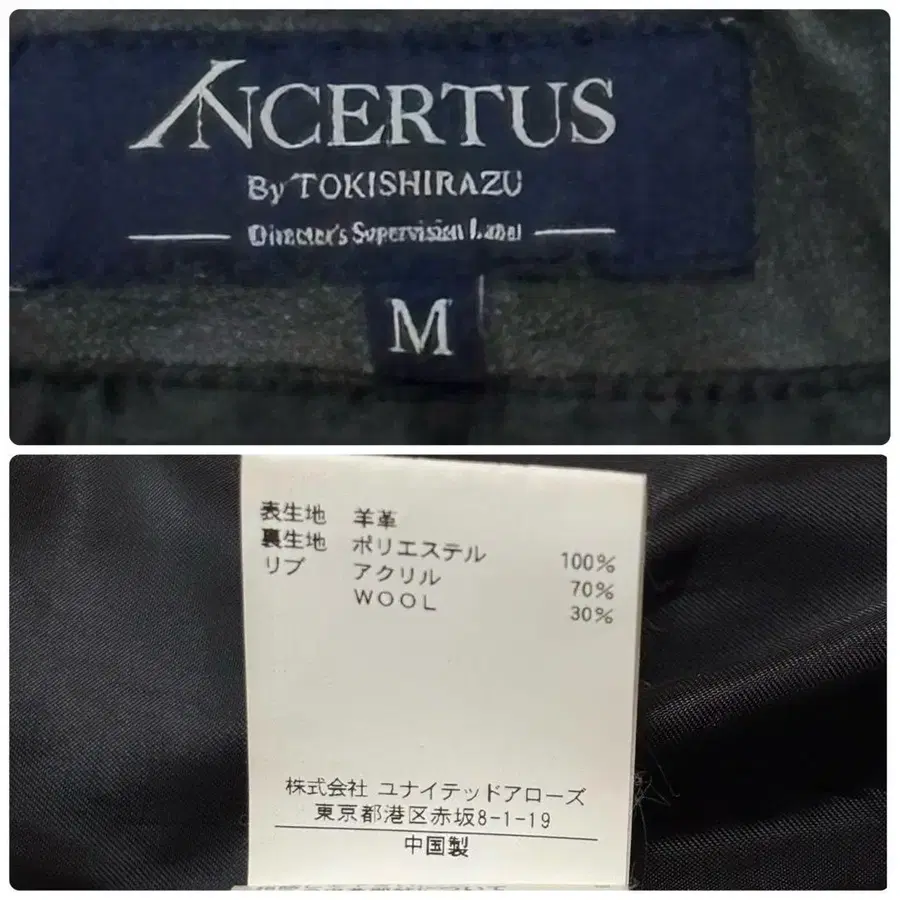 INCERTUS
By TOKISHIRAZU
Director's Supervision Label
M
表生地 羊革
裏生地 ポリエステル 100%
リブ アクリル 70%
WOOL 30%
株式会社 ユナイテッドアローズ
東京都港区赤坂8-1-19
中国製